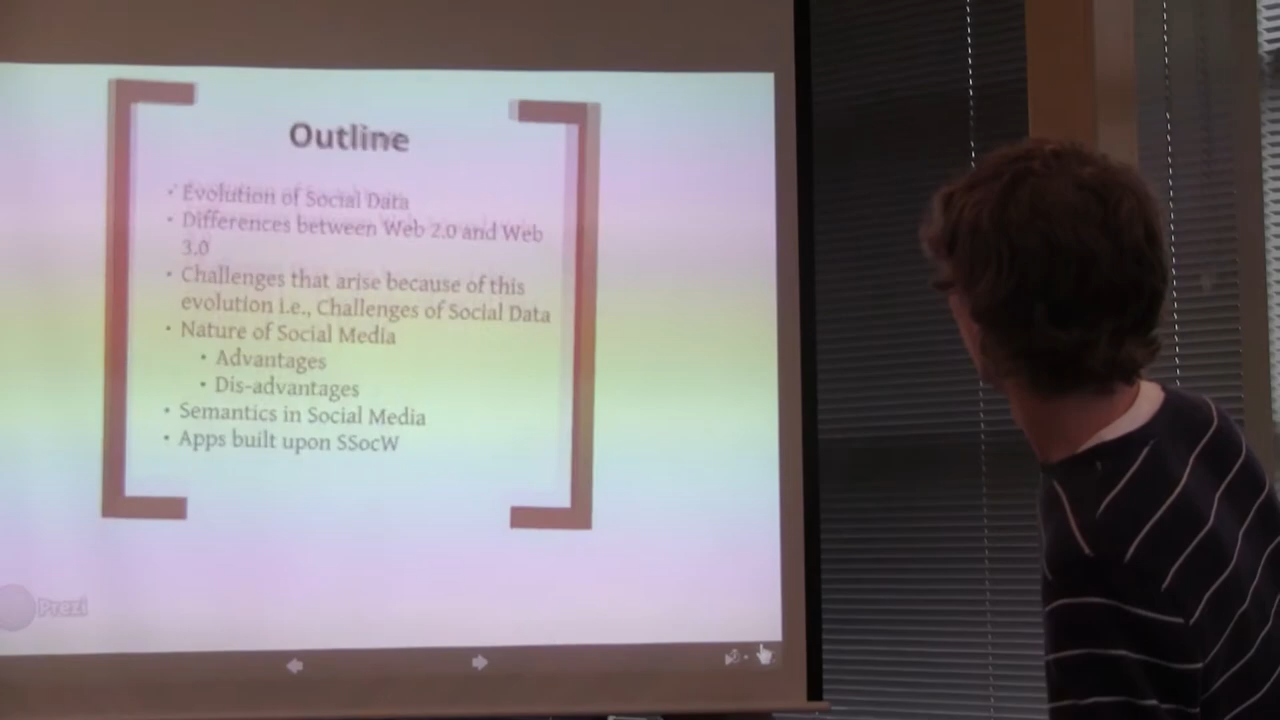 Outline
• Evolution of Social Data
• Differences between Web 2.0 and Web
3.0
• Challenges that arise because of this
evolution i.e., Challenges of Social Data
• Nature of Social Media
• Advantages
• Dis-advantages
• Semantics in Social Media
• Apps built upon SSocW
Prezi